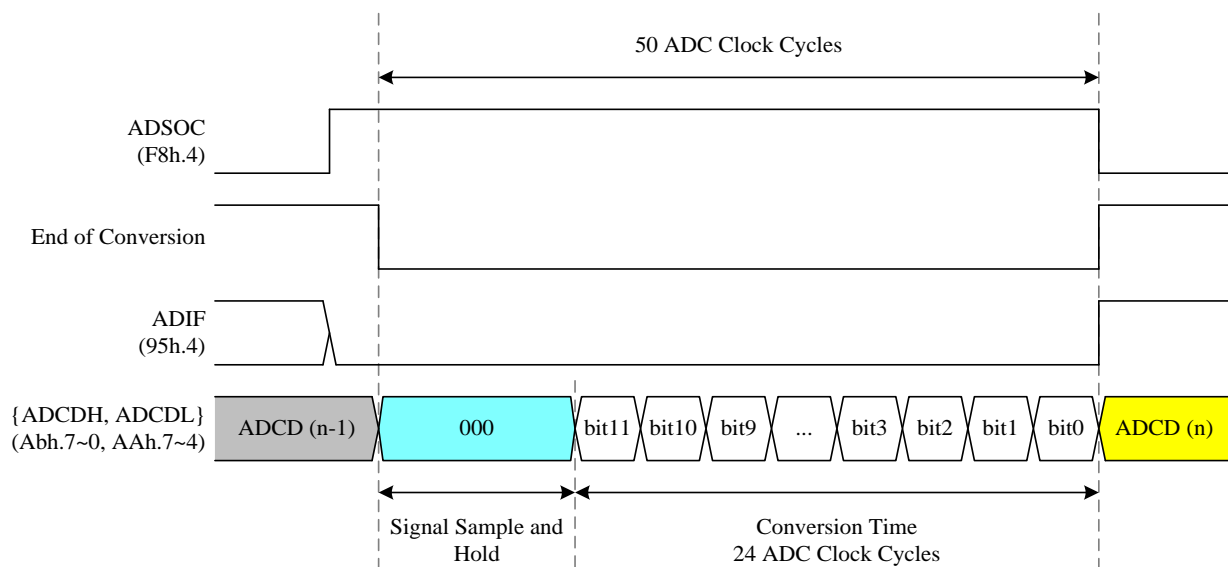 50 ADC Clock Cycles
ADSOC
(F8h.4)
End of Conversion
ADIF
(95h.4)
{ADCDH, ADCDL}
(Abh.7~0, AAh.7~4)
ADCD (n-1)
000
bit11
bit10
bit9
...
bit3
bit2
bit1
bit0
ADCD (n)
Signal Sample and
Hold
Conversion Time
24 ADC Clock Cycles